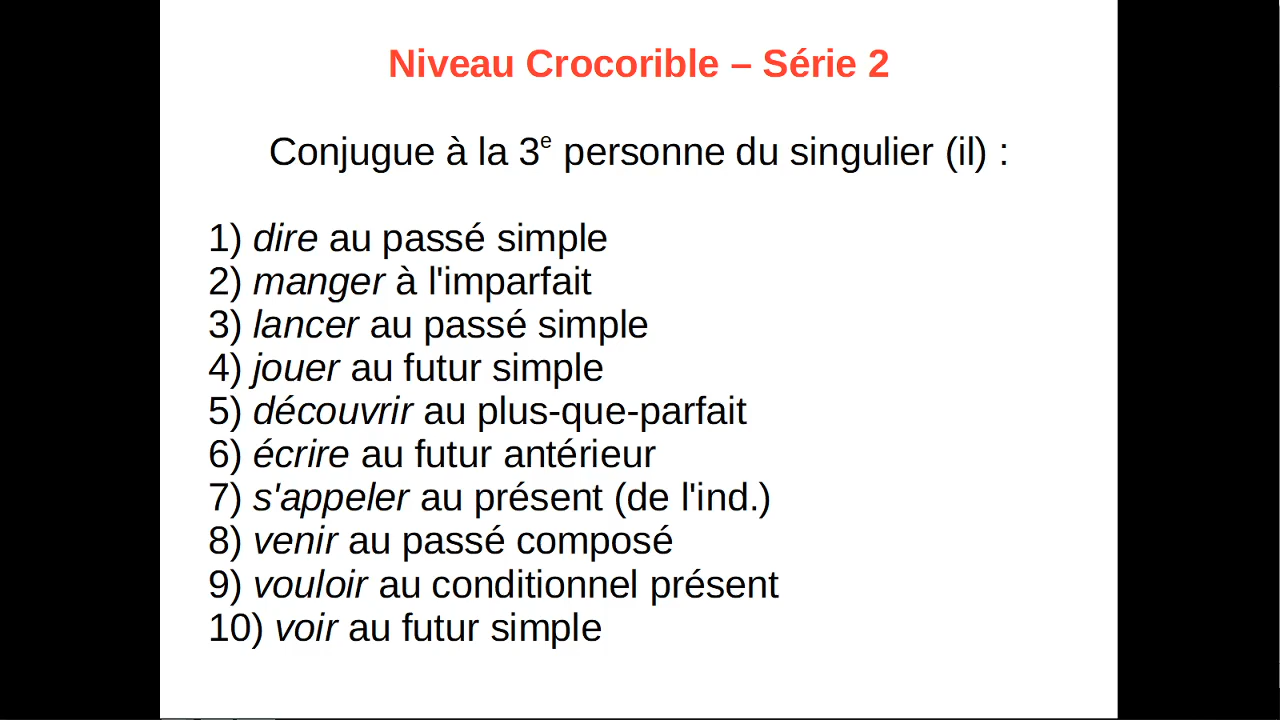 Niveau Crocorible – Série 2
Conjugue à la 3e personne du singulier (il) :
1) dire au passé simple
2) manger à l'imparfait
3) lancer au passé simple
4) jouer au futur simple
5) découvrir au plus-que-parfait
6) écrire au futur antérieur
7) s'appeler au présent (de l'ind.)
8) venir au passé composé
9) vouloir au conditionnel présent
10) voir au futur simple